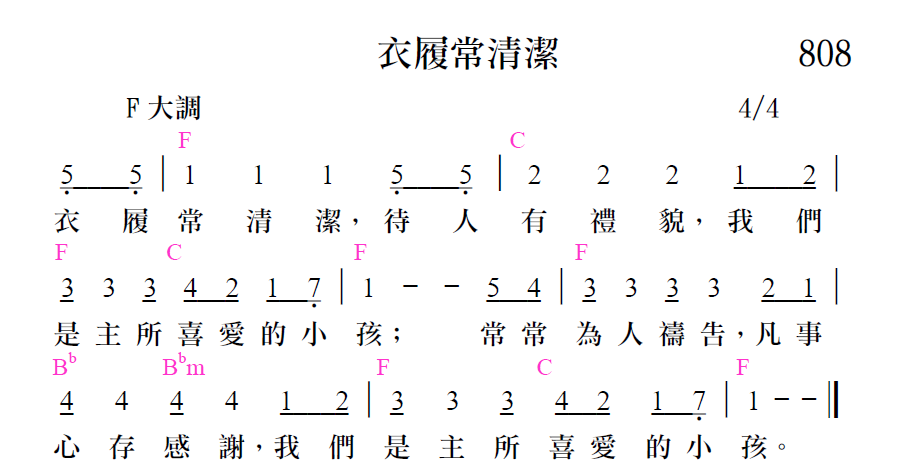 衣履常清潔 808
F 大調 4/4
F C
5 5 | 1 1 1 5 5 | 2 2 2 1 2 |
衣履常清潔，待人有禮貌，我們
F C F F
3 3 3 4 2 1 7 | 1 - - 5 4 | 3 3 3 3 2 1 |
是主所喜愛的小孩； 常常為人禱告，凡事
B♭ B♭m F C F
4 4 4 4 1 2 | 3 3 3 4 2 1 7 | 1 - - ‖
心存感謝，我們是主所喜愛的小孩。